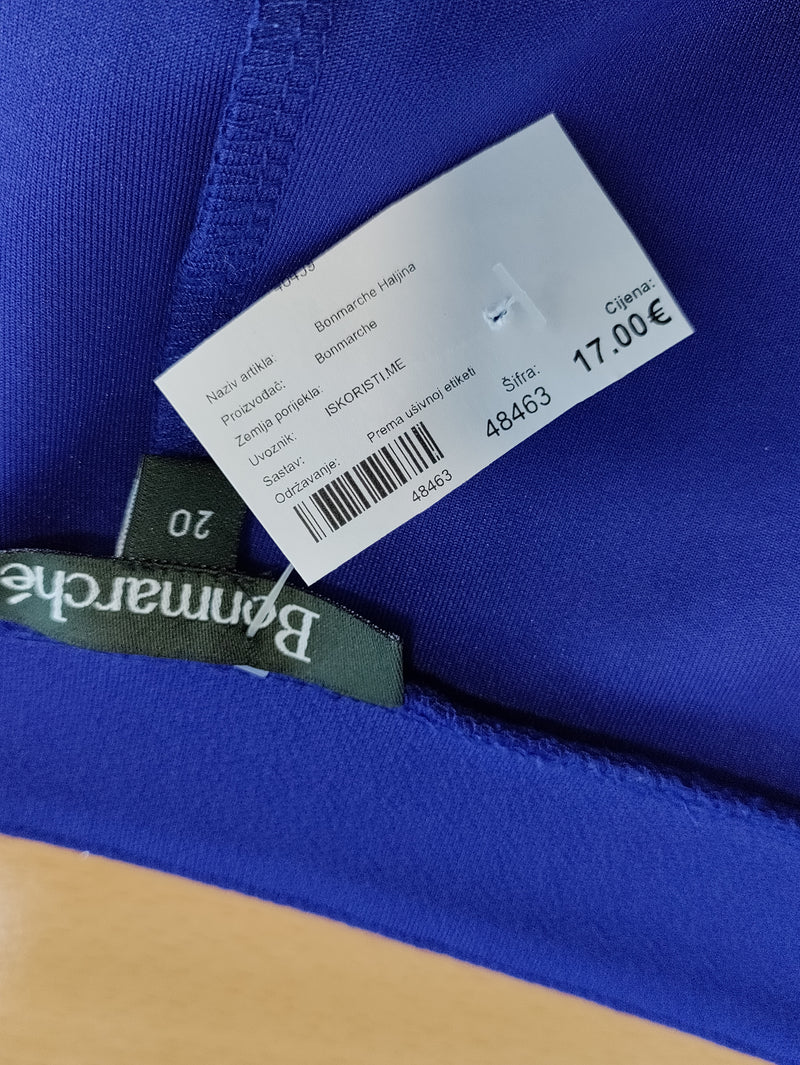 Naziv artikla: Bonmarche Haljina
Proizvođač: Bonmarche
Zemlja porijekla:
Uvoznik: ISKORISTI.ME
Sastav:
Održavanje: Prema ušivnoj etiketi
48463
Šifra:
48463
Cijena:
17.00€
20
Bonmarché